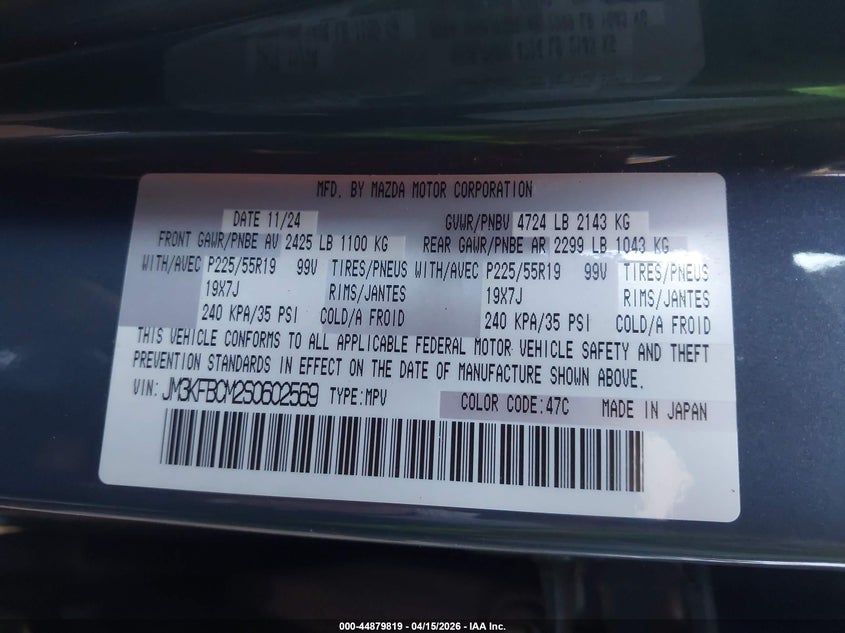 MFD. BY MAZDA MOTOR CORPORATION
DATE 11/24 GVWR/PNBV 4724 LB 2143 KG
FRONT GAWR/PNBE AV 2425 LB 1100 KG REAR GAWR/PNBE AR 2299 LB 1043 KG
WITH/AVEC P225/55R19 99V TIRES/PNEUS WITH/AVEC P225/55R19 99V TIRES/PNEUS
19X7J RIMS/JANTES 19X7J RIMS/JANTES
240 KPA/35 PSI COLD/A FROID 240 KPA/35 PSI COLD/A FROID
THIS VEHICLE CONFORMS TO ALL APPLICABLE FEDERAL MOTOR VEHICLE SAFETY AND THEFT
PREVENTION STANDARDS IN EFFECT ON THE DATE OF MANUFACTURE SHOWN ABOVE.
VIN: JM3KFBCM2S0602569 TYPE:MPV COLOR CODE:47C MADE IN JAPAN
000-44879819 - 04/15/2026 - IAA Inc.